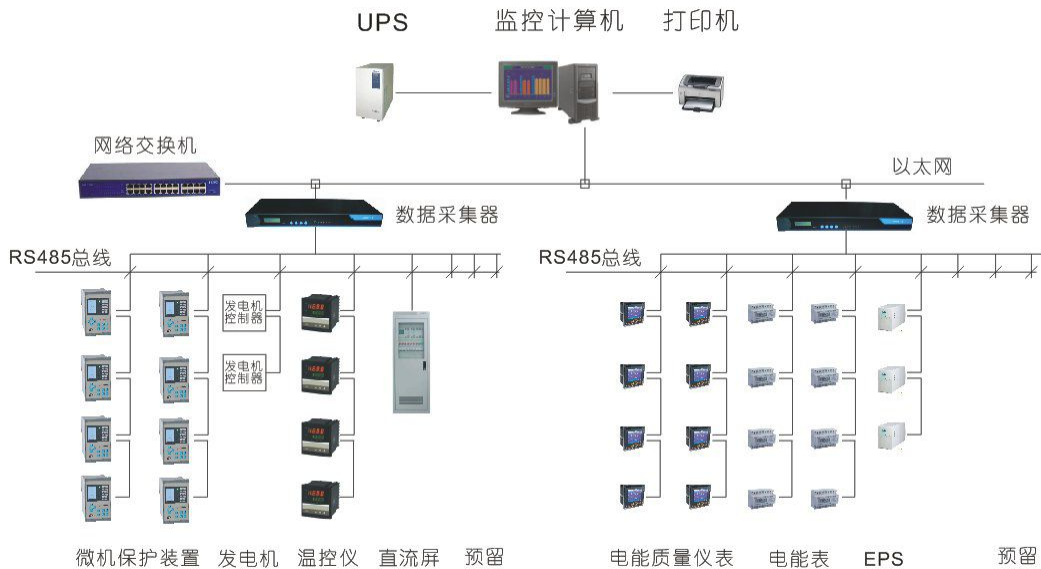 UPS 监控计算机 打印机
网络交换机
以太网
数据采集器 数据采集器
RS485总线 RS485总线
发电机
控制器
发电机
控制器
微机保护装置 发电机 温控仪 直流屏 预留 电能质量仪表 电能表 EPS 预留